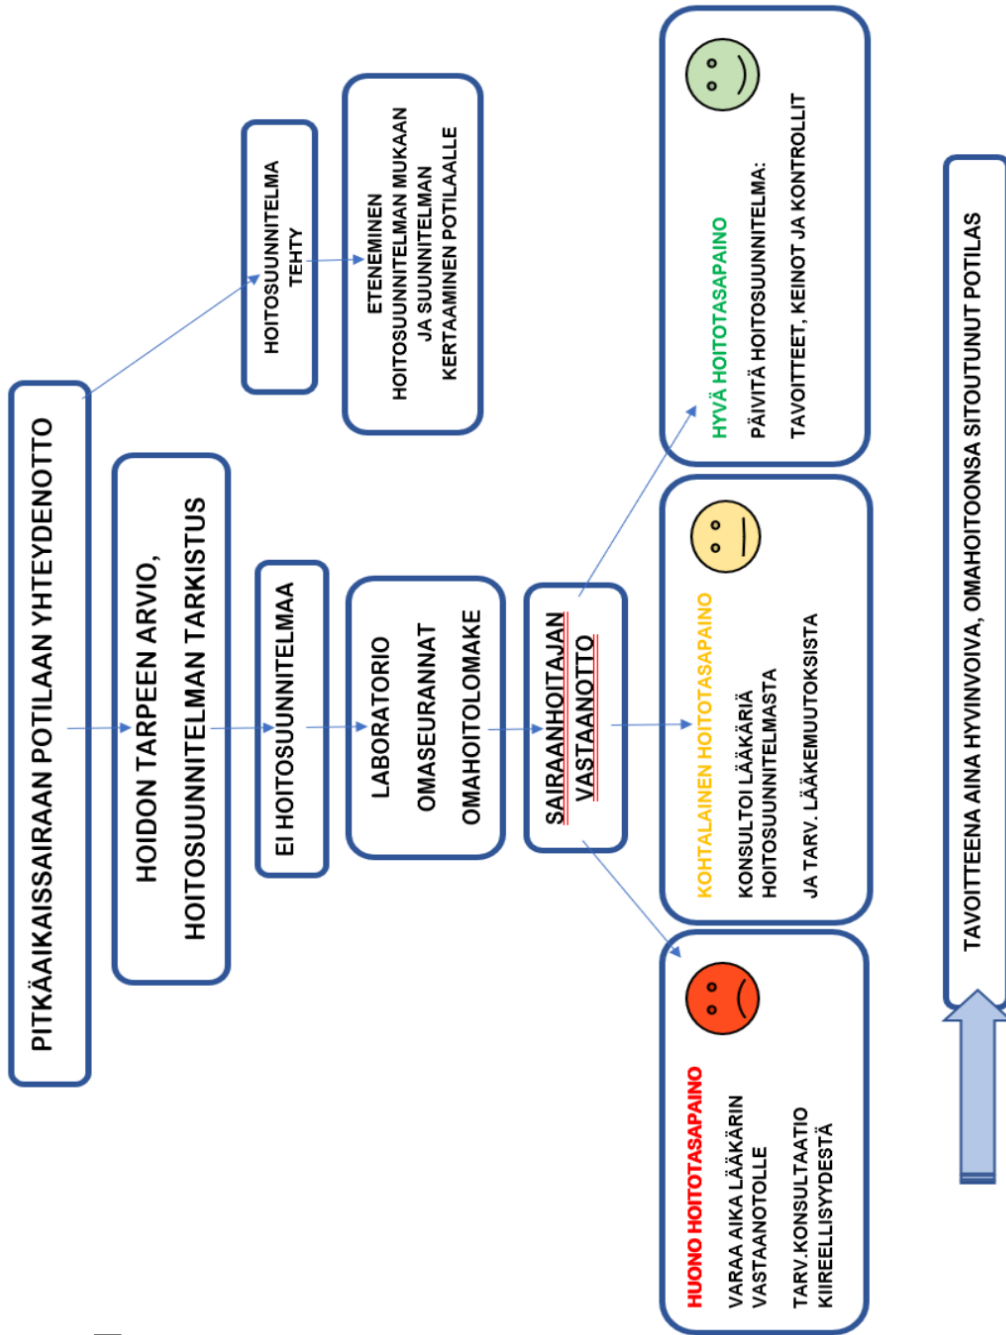 PITKÄAIKAISSAIRAAN POTILAAN YHTEYDENOTTO
HOIDON TARPEEN ARVIO,
HOITOSUUNNITELMAN TARKISTUS
EI HOITOSUUNNITELMAA
HOITOSUUNNITELMA
TEHTY
LABORATORIO
OMASEURANNAT
OMAHOITOLOMAKE
ETENEMINEN
HOITOSUUNNITELMAN MUKAAN
JA SUUNNITELMAN
KERTAAMINEN POTILAALLE
SAIRAANHOITAJAN
VASTAANOTTO
HUONO HOITOTASAPAINO
VARAA AIKA LÄÄKÄRIN
VASTAANOTOLLE
TARV.KONSULTAATIO
KIIREELLISYYDESTÄ
KOHTALAINEN HOITOTASAPAINO
KONSULTOI LÄÄKÄRIÄ
HOITOSUUNNITELMASTA
JA TARV. LÄÄKEMUUTOKSISTA
HYVÄ HOITOTASAPAINO
PÄIVITÄ HOITOSUUNNITELMA:
TAVOITTEET, KEINOT JA KONTROLLIT
TAVOITTEENA AINA HYVINVOIVA, OMAHOITOONSA SITOUTUNUT POTILAS